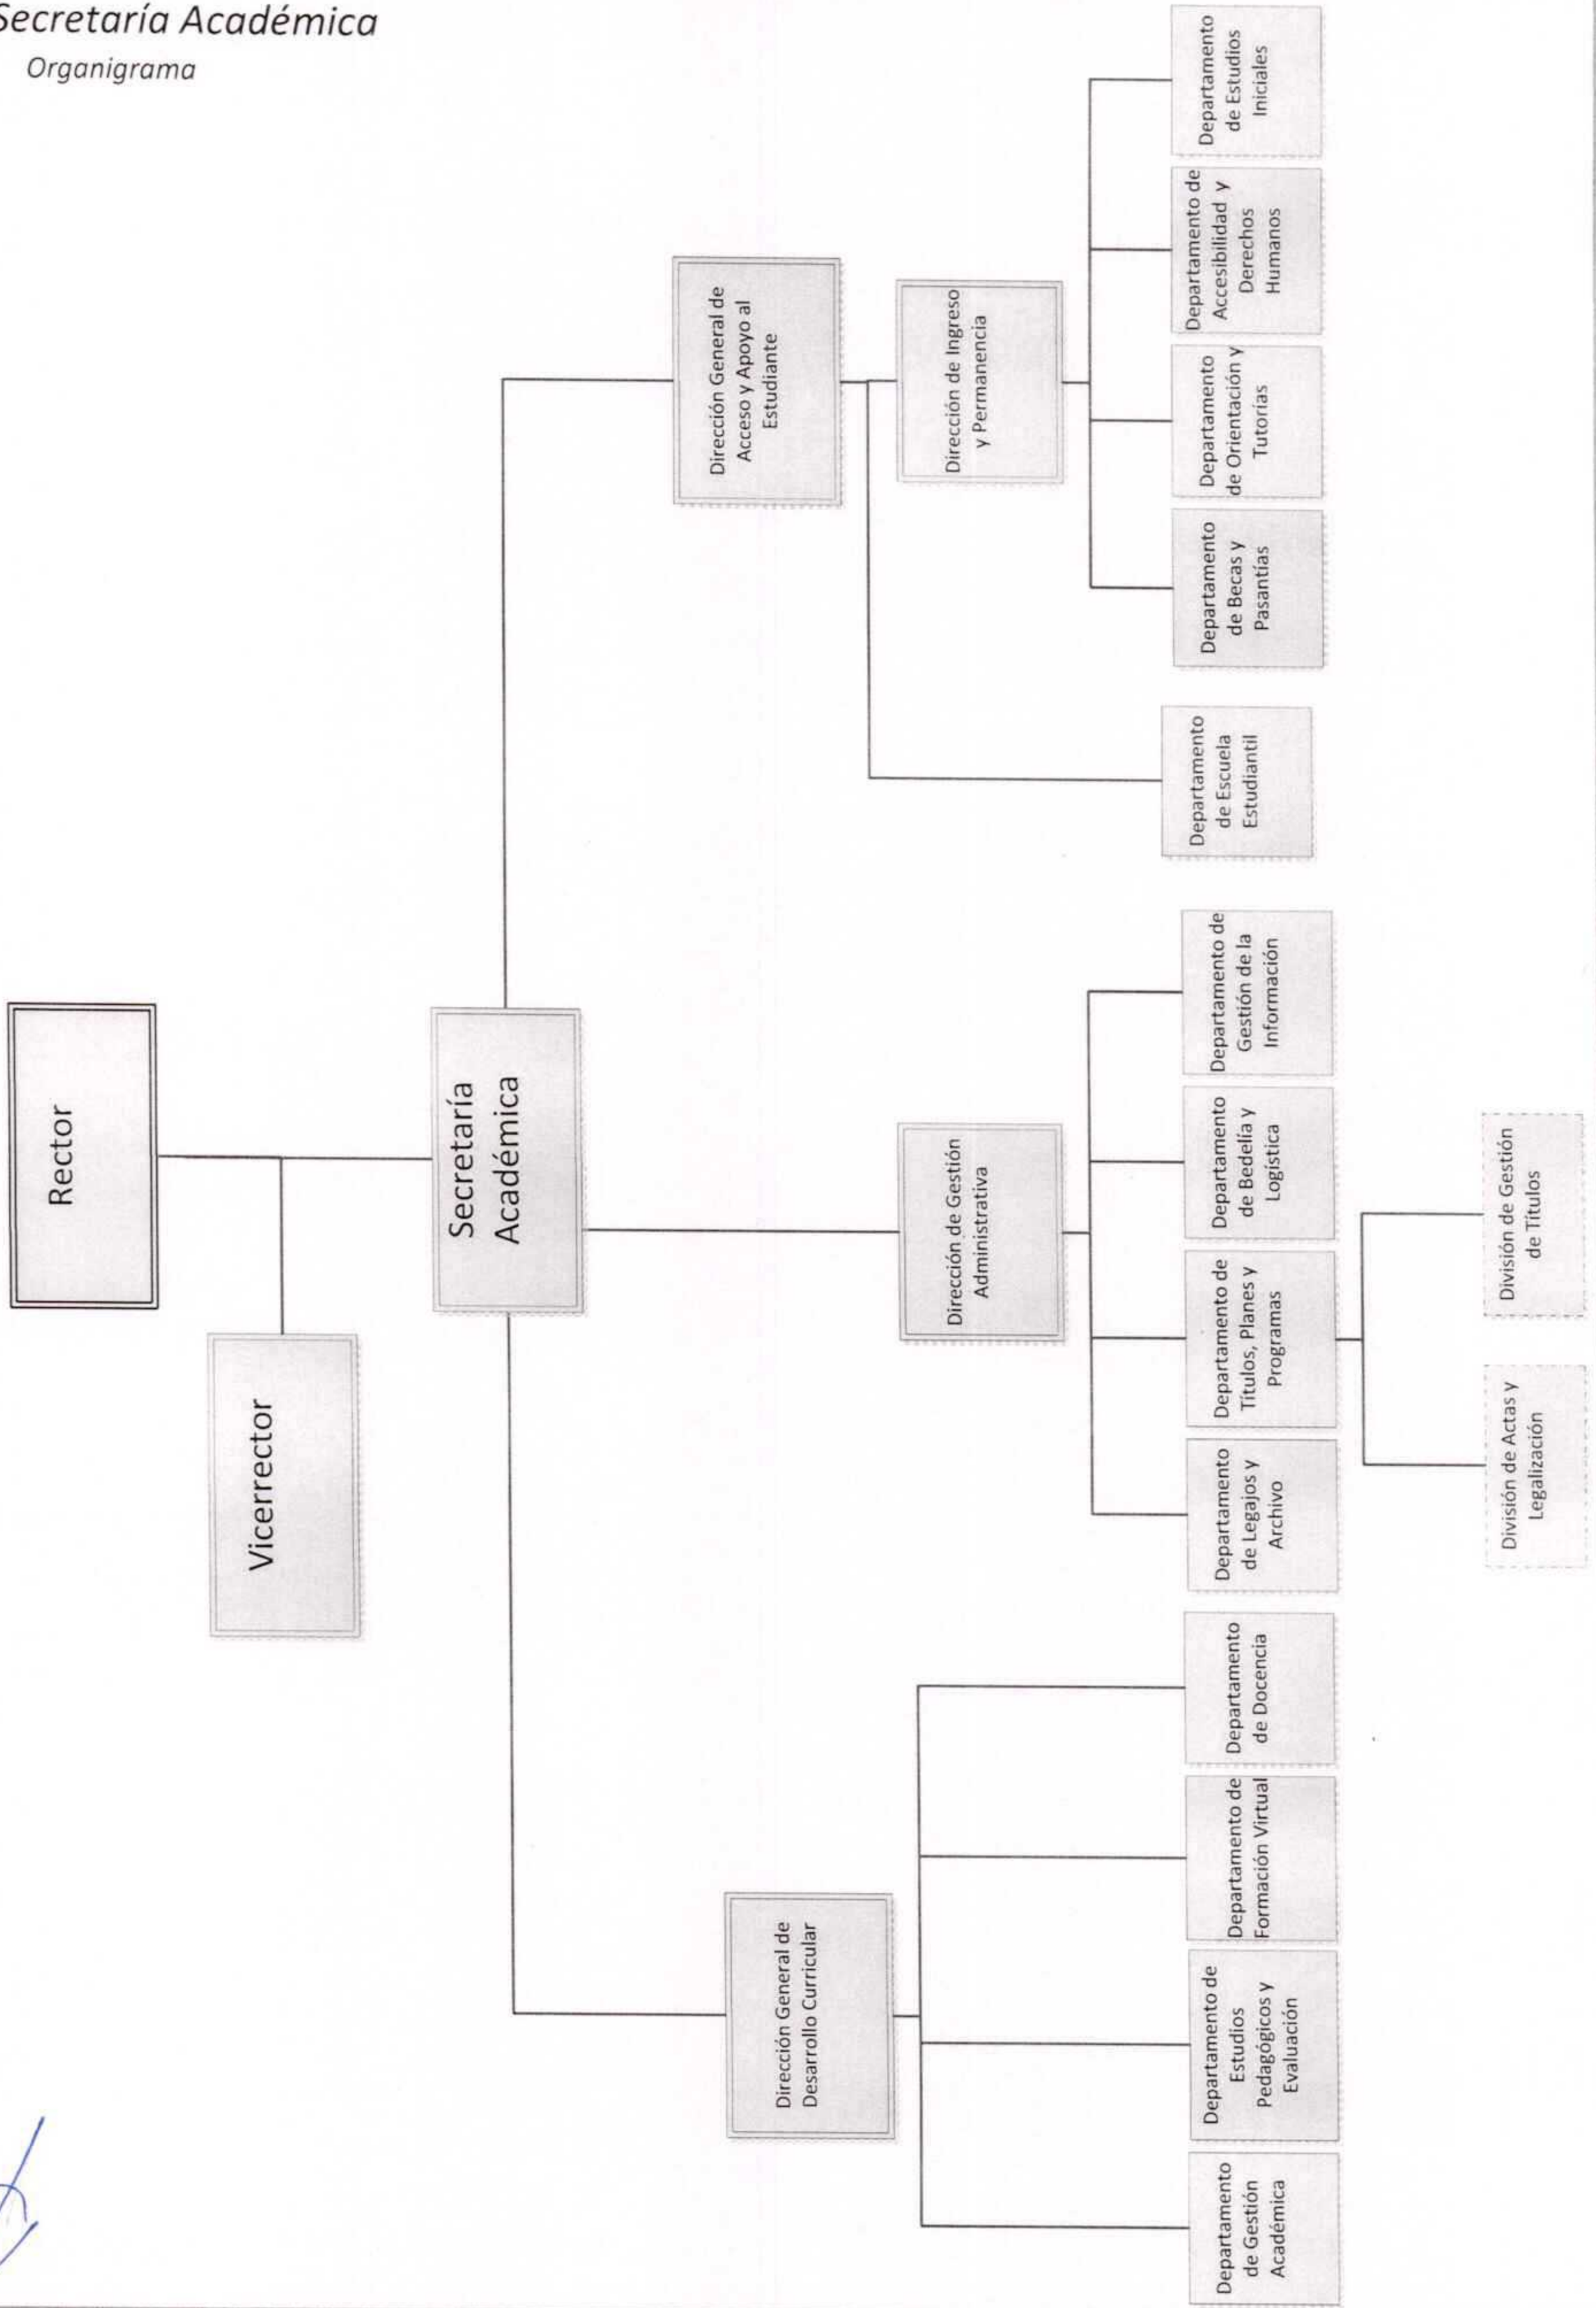 Secretaría Académica
Organigrama
Rector
Vicerrector
Secretaría
Académica
Dirección General de
Desarrollo Curricular
Departamento
de Gestión
Académica
Departamento de
Estudios
Pedagógicos y
Evaluación
Departamento de
Formación Virtual
Departamento
de Docencia
Dirección de Gestión
Administrativa
Departamento
de Legajos y
Archivo
Departamento de
Títulos, Planes y
Programas
Departamento
de Bedelía y
Logística
Departamento de
Gestión de la
Información
División de Actas y
Legalización
División de Gestión
de Títulos
Dirección General de
Acceso y Apoyo al
Estudiante
Departamento
de Escuela
Estudiantil
Dirección de Ingreso
y Permanencia
Departamento
de Becas y
Pasantías
Departamento
de Orientación y
Tutorías
Departamento de
Accesibilidad y
Derechos
Humanos
Departamento
de Estudios
Iniciales